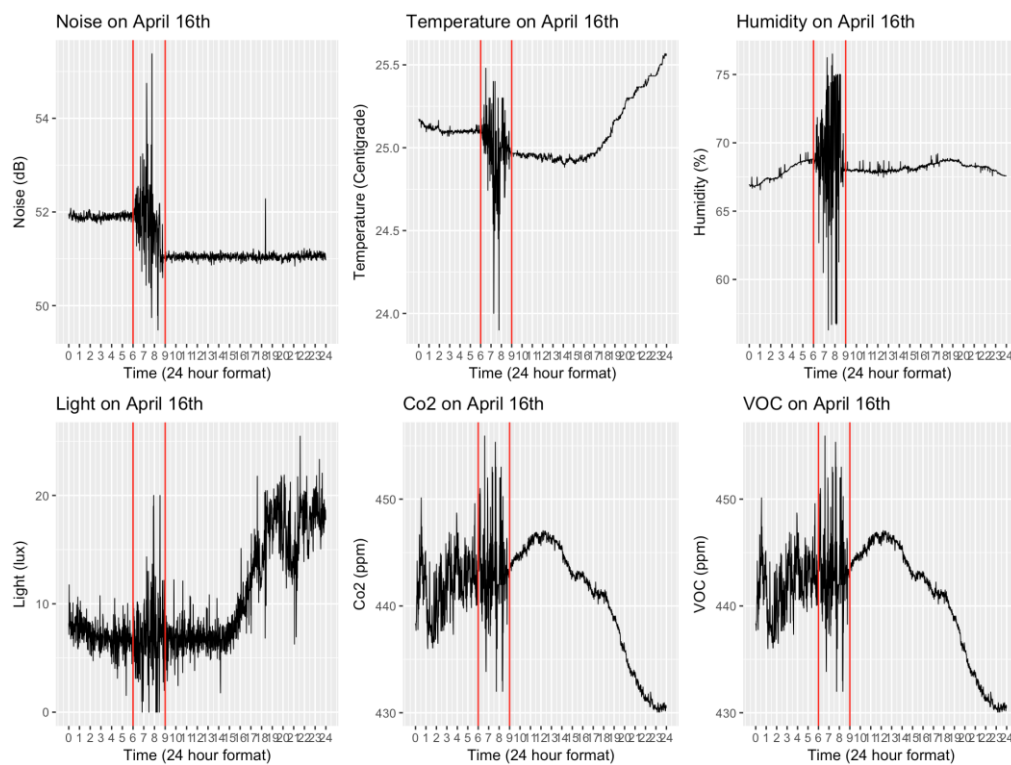 Noise on April 16th
Noise (dB)
54
52
50
0 1 2 3 4 5 6 7 8 9 10 11 12 13 14 15 16 17 18 19 20 21 22 23 24
Time (24 hour format)
Temperature on April 16th
Temperature (Centigrade)
25.5
25.0
24.5
24.0
0 1 2 3 4 5 6 7 8 9 10 11 12 13 14 15 16 17 18 19 20 21 22 23 24
Time (24 hour format)
Humidity on April 16th
Humidity (%)
75
70
65
60
0 1 2 3 4 5 6 7 8 9 10 11 12 13 14 15 16 17 18 19 20 21 22 23 24
Time (24 hour format)
Light on April 16th
Light (lux)
20
10
0
0 1 2 3 4 5 6 7 8 9 10 11 12 13 14 15 16 17 18 19 20 21 22 23 24
Time (24 hour format)
Co2 on April 16th
Co2 (ppm)
450
440
430
0 1 2 3 4 5 6 7 8 9 10 11 12 13 14 15 16 17 18 19 20 21 22 23 24
Time (24 hour format)
VOC on April 16th
VOC (ppm)
450
440
430
0 1 2 3 4 5 6 7 8 9 10 11 12 13 14 15 16 17 18 19 20 21 22 23 24
Time (24 hour format)